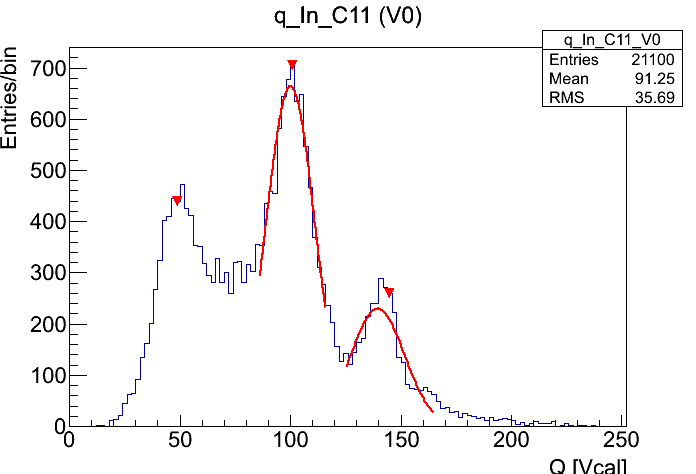 q_In_C11 (V0)
q_In_C11_V0
Entries 21100
Mean 91.25
RMS 35.69
Entries/bin
700
600
500
400
300
200
100
0
0 50 100 150 200 250
Q [Vcal]